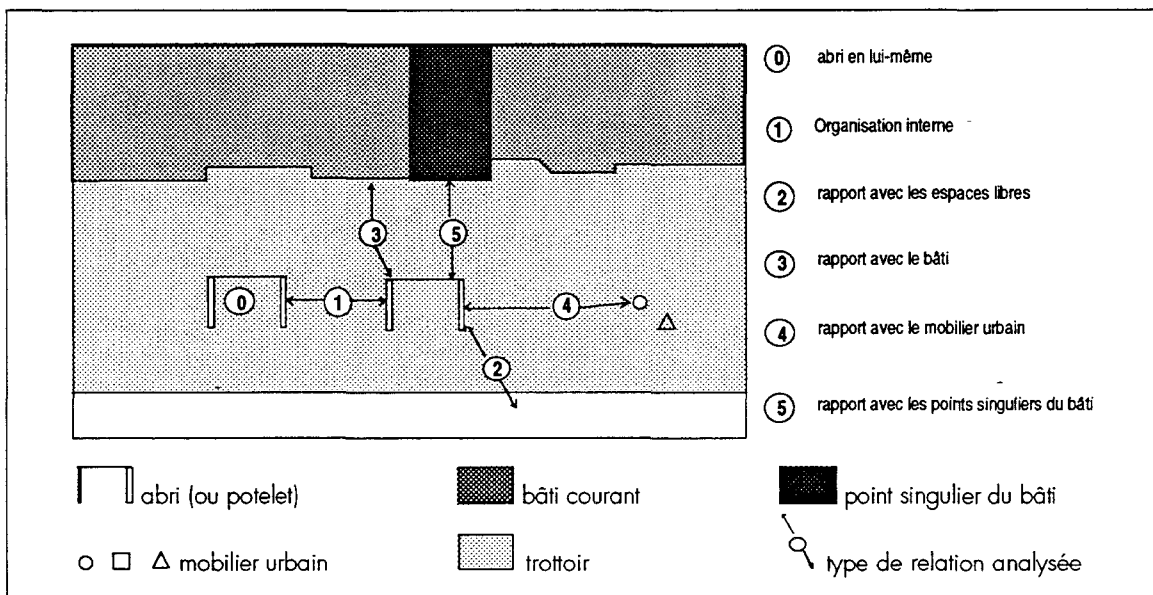 0 abri en lui-même
1 Organisation interne
2 rapport avec les espaces libres
3 rapport avec le bâti
4 rapport avec le mobilier urbain
5 rapport avec les points singuliers du bâti
3
5
0
1
4
2
abri (ou potelet)
bâti courant
point singulier du bâti
mobilier urbain
trottoir
type de relation analysée